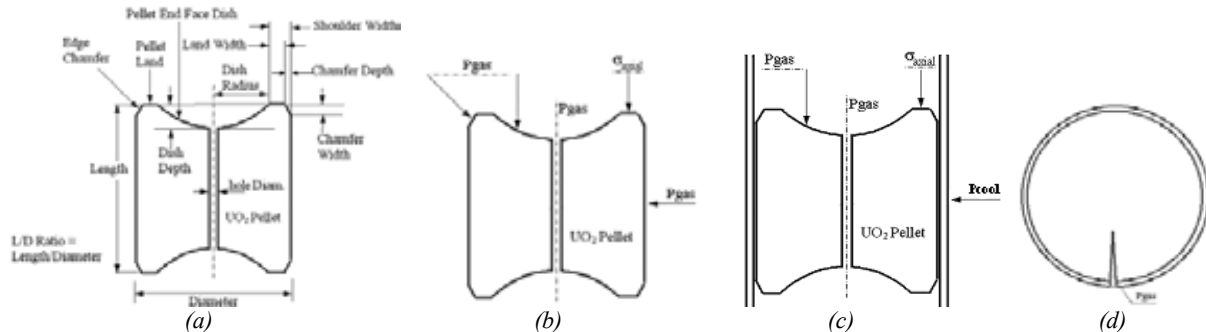 Pellet End Face Dish
Shoulder Widths
Edge
Chamfer
Pellet
Land
Land Width
Dish
Radius
Chamfer Depth
Chamfer
Width
Dish
Depth
Length
hole Diam.
UO₂ Pellet
L/D Ratio =
Length/Diameter
Diameter
(a)
Pgas
σaxial
Pgas
Pgas
UO₂ Pellet
(b)
Pgas
σaxial
Pgas
Pcool
UO₂ Pellet
(c)
Pgas
(d)